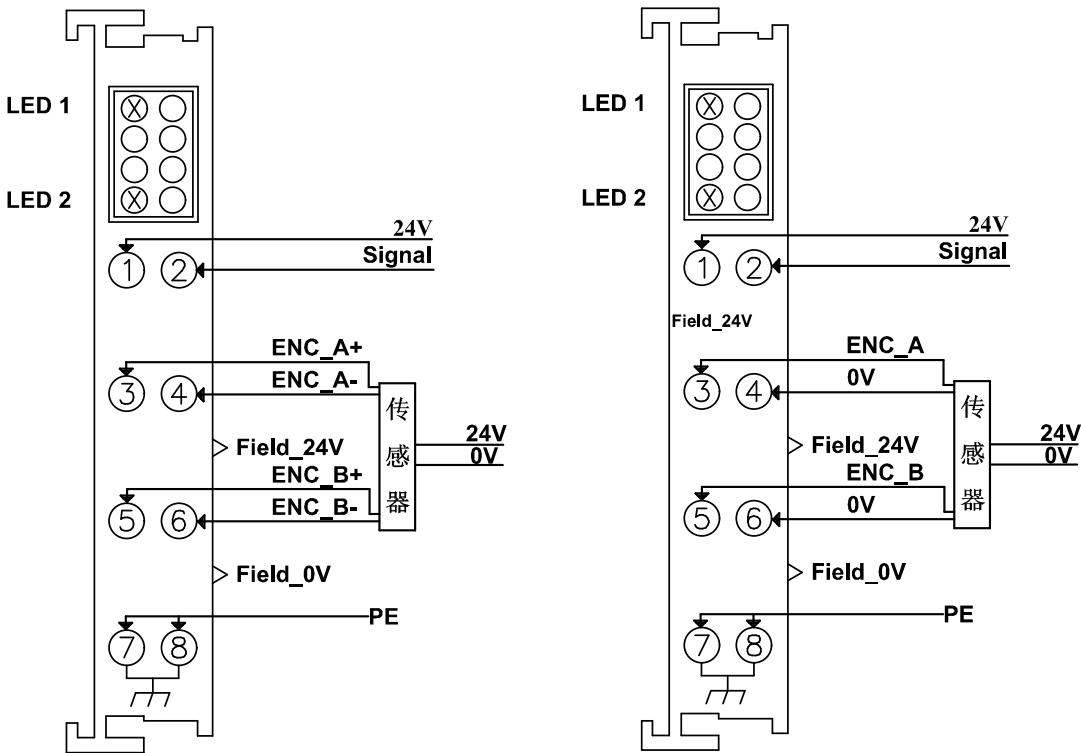 LED 1
LED 2
24V
Signal
1 2
ENC_A+
ENC_A-
3 4
传感器
24V
0V
Field_24V
ENC_B+
ENC_B-
5 6
Field_0V
PE
7 8
LED 1
LED 2
24V
Signal
1 2
Field_24V
ENC_A
0V
3 4
传感器
24V
0V
Field_24V
ENC_B
0V
5 6
Field_0V
PE
7 8